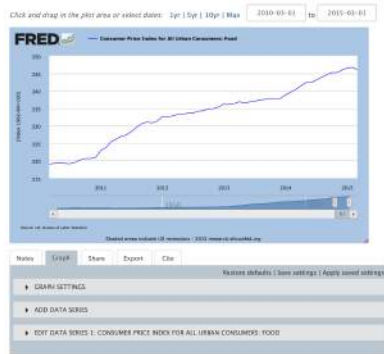 Click and drag in the plot area or select dates: 1yr | 5yr | 10yr | Max 2010-03-01 to 2015-03-01
FRED
Consumer Price Index for All Urban Consumers: Food
2011 2012 2013 2014 2015
Shaded areas indicate US recessions - 2015 research.stlouisfed.org
Notes Graph Share Export Cite
Restore defaults | Save settings | Apply saved settings
GRAPH SETTINGS
ADD DATA SERIES
EDIT DATA SERIES 1: CONSUMER PRICE INDEX FOR ALL URBAN CONSUMERS: FOOD